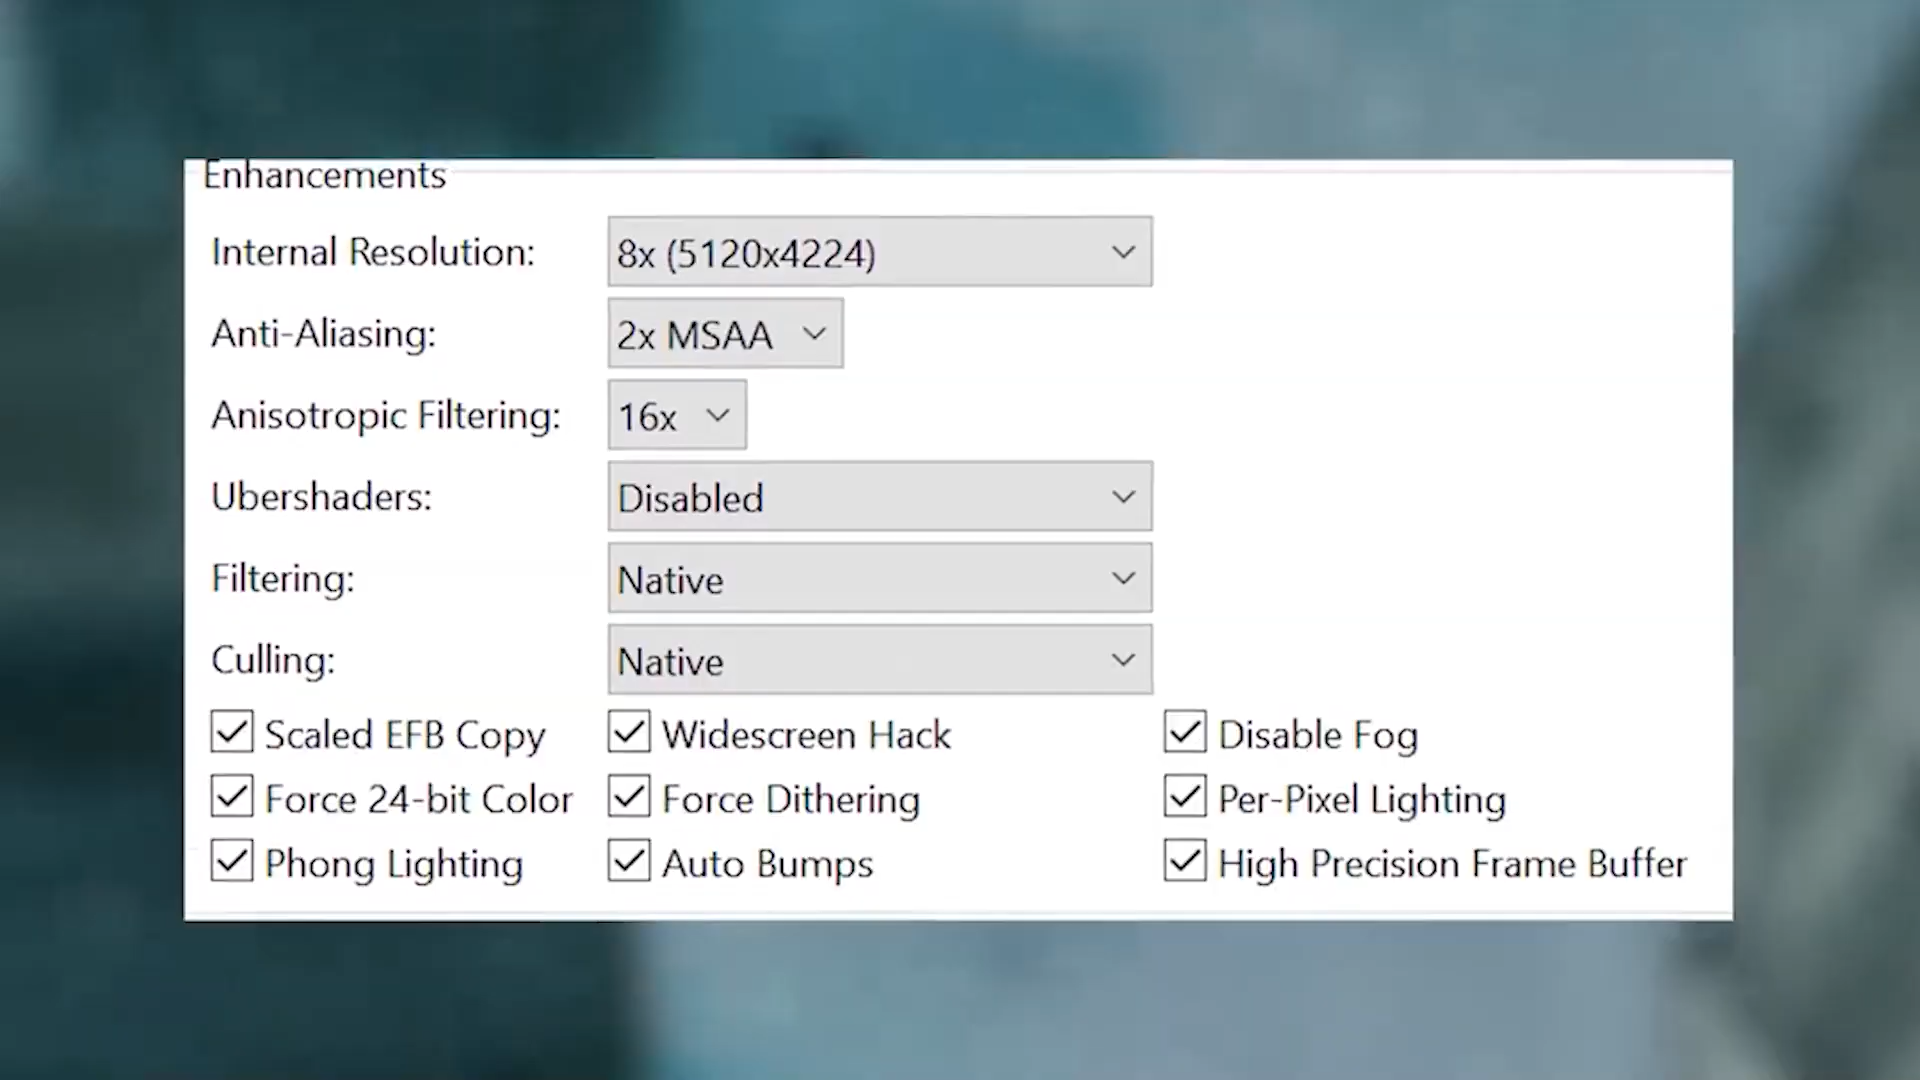 Enhancements
Internal Resolution: 8x (5120x4224)
Anti-Aliasing: 2x MSAA
Anisotropic Filtering: 16x
Ubershaders: Disabled
Filtering: Native
Culling: Native
Scaled EFB Copy Widescreen Hack Disable Fog
Force 24-bit Color Force Dithering Per-Pixel Lighting
Phong Lighting Auto Bumps High Precision Frame Buffer